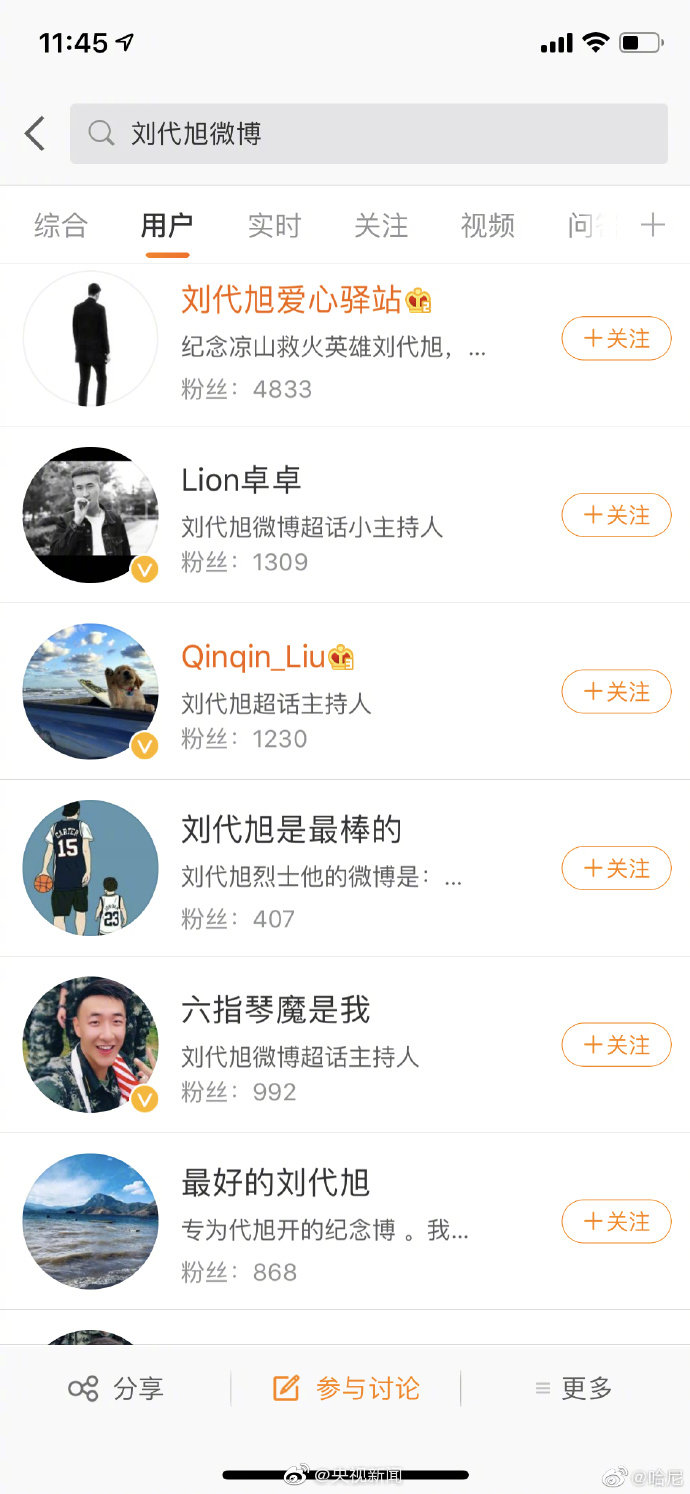 11:45
刘代旭微博
综合 用户 实时 关注 视频 问答
刘代旭爱心驿站
纪念凉山救火英雄刘代旭，...
粉丝：4833
+关注
Lion卓卓
刘代旭微博超话小主持人
粉丝：1309
+关注
Qinqin_Liu
刘代旭超话主持人
粉丝：1230
+关注
刘代旭是最棒的
刘代旭烈士他的微博是：...
粉丝：407
+关注
CARTER
15
23
六指琴魔是我
刘代旭微博超话主持人
粉丝：992
+关注
最好的刘代旭
专为代旭开的纪念博 。我...
粉丝：868
+关注
分享 参与讨论 更多
@央视新闻
@哈尼